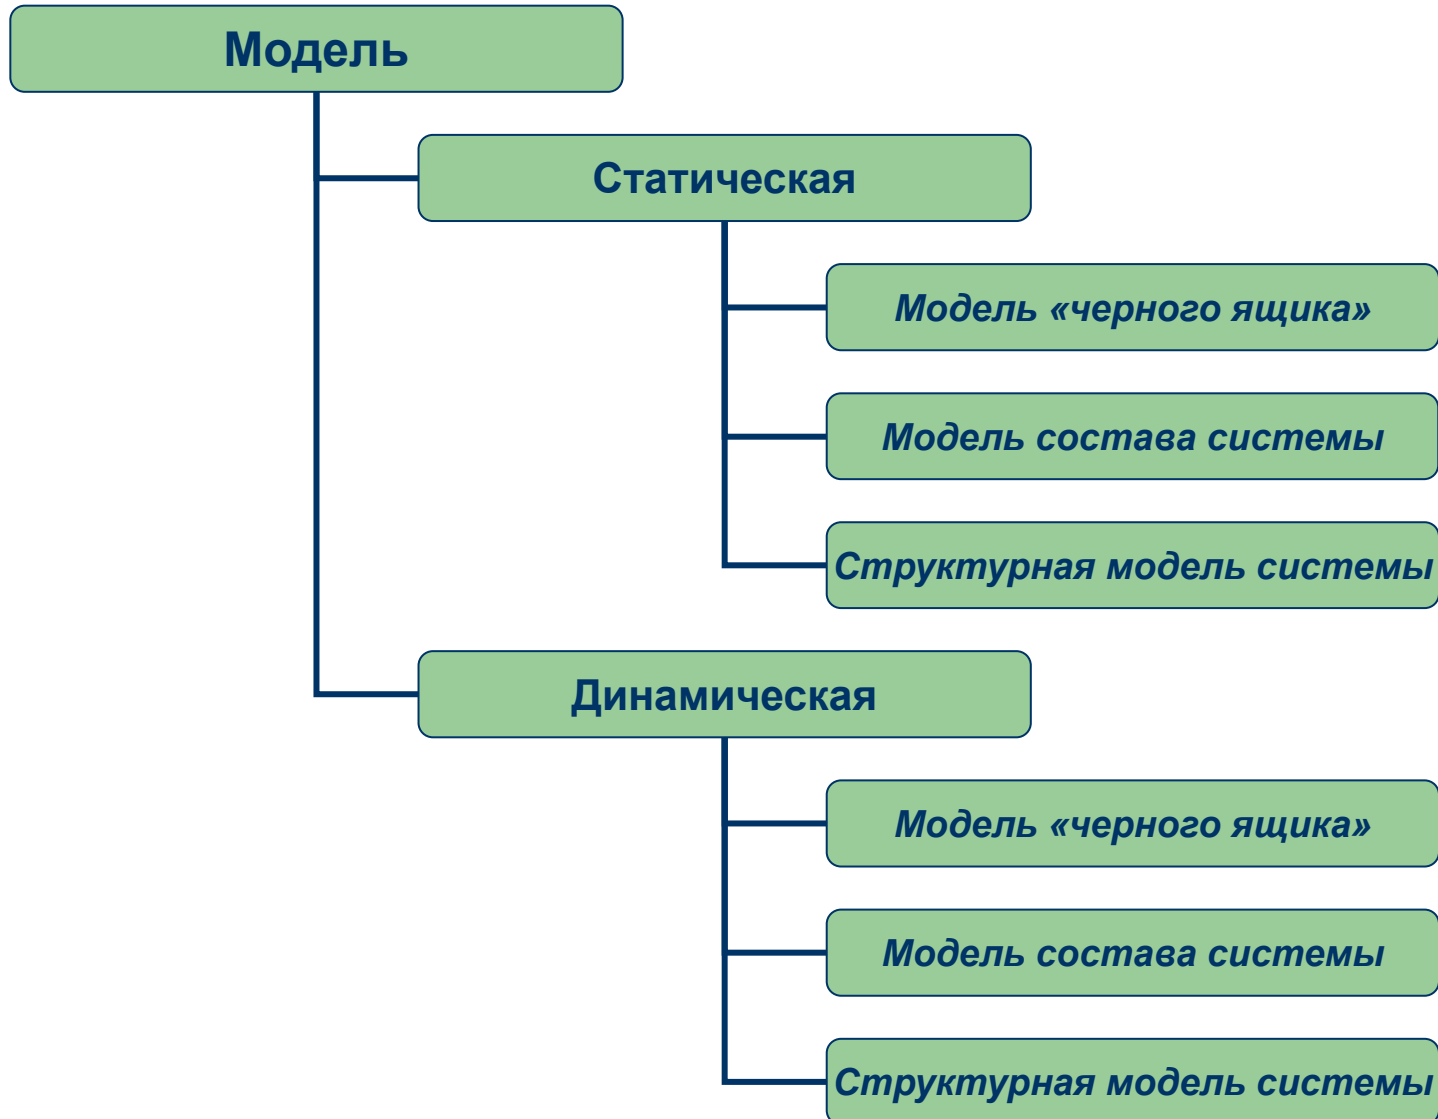 Модель
Статическая
Модель «черного ящика»
Модель состава системы
Структурная модель системы
Динамическая
Модель «черного ящика»
Модель состава системы
Структурная модель системы